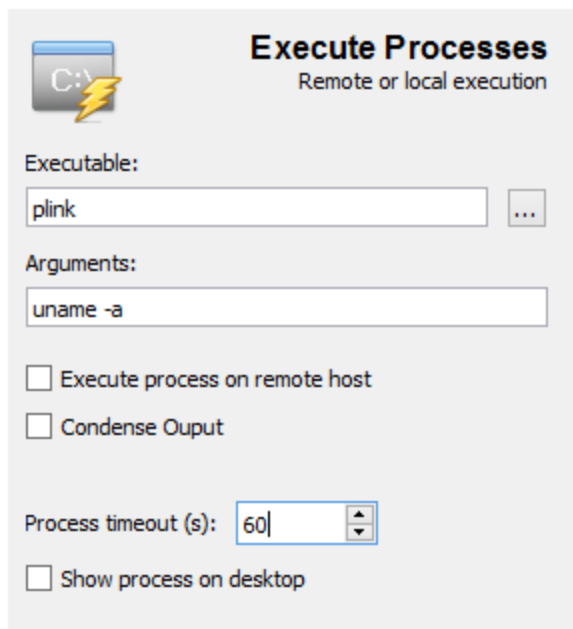 C:\
Execute Processes
Remote or local execution
Executable:
plink
...
Arguments:
uname -a
Execute process on remote host
Condense Ouput
Process timeout (s):
60
Show process on desktop